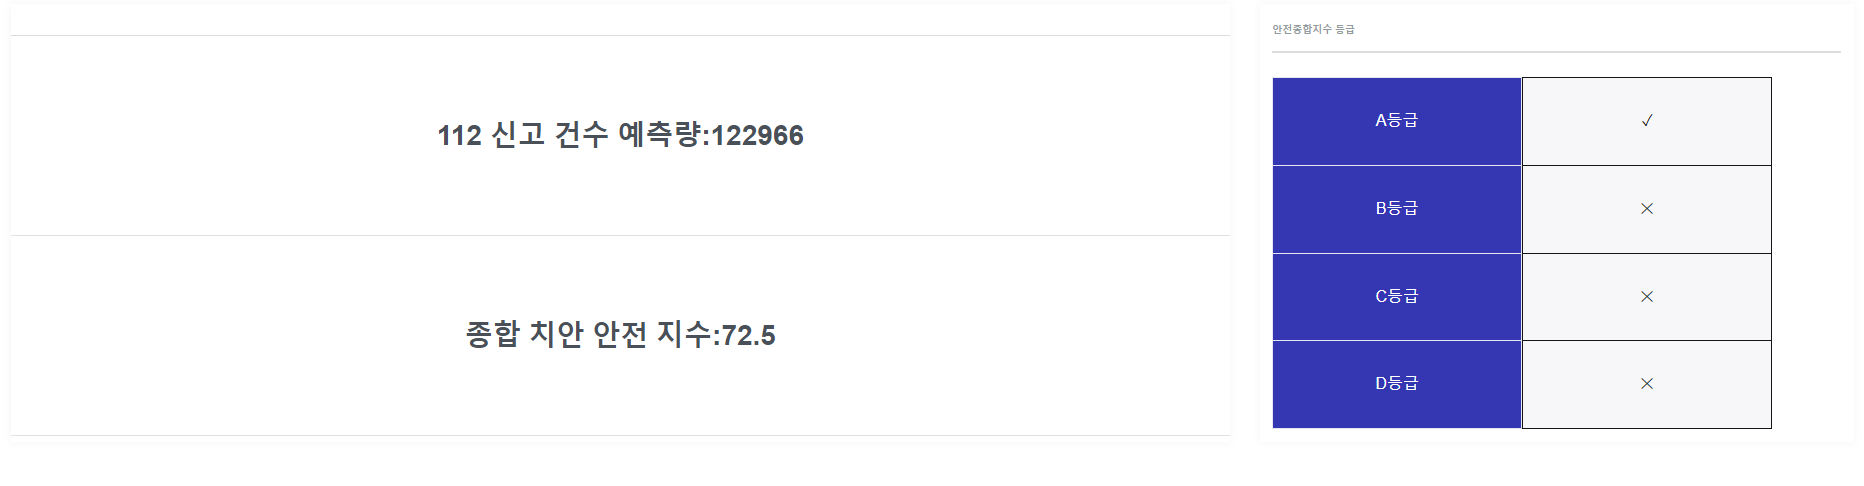 112 신고 건수 예측량:122966
종합 치안 안전 지수:72.5
안전종합지수 등급
A등급 ✓
B등급 ×
C등급 ×
D등급 ×